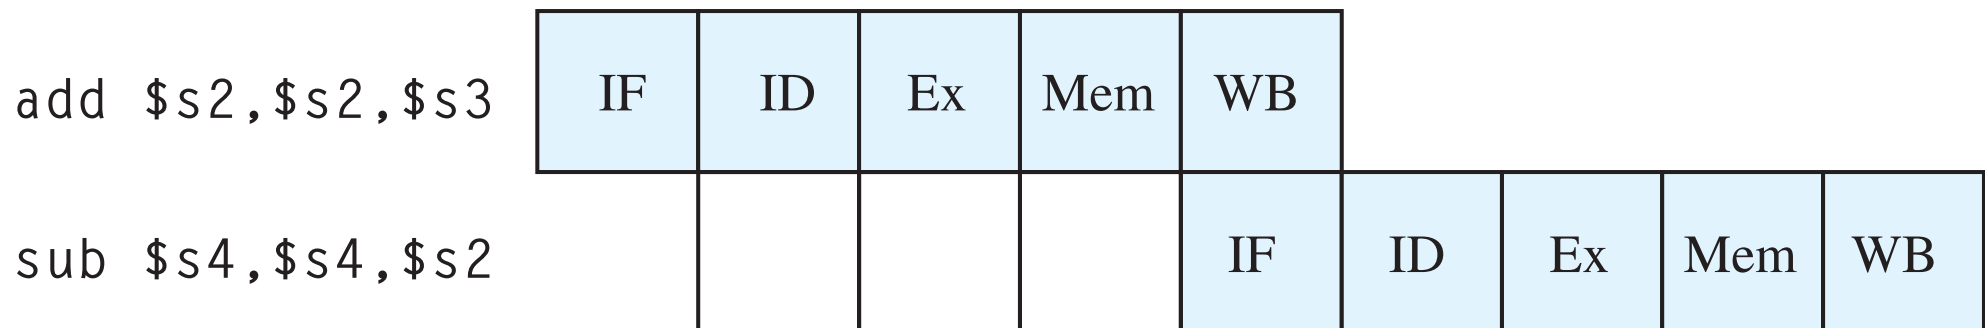 add $s2,$s2,$s3 IF ID Ex Mem WB
sub $s4,$s4,$s2 IF ID Ex Mem WB